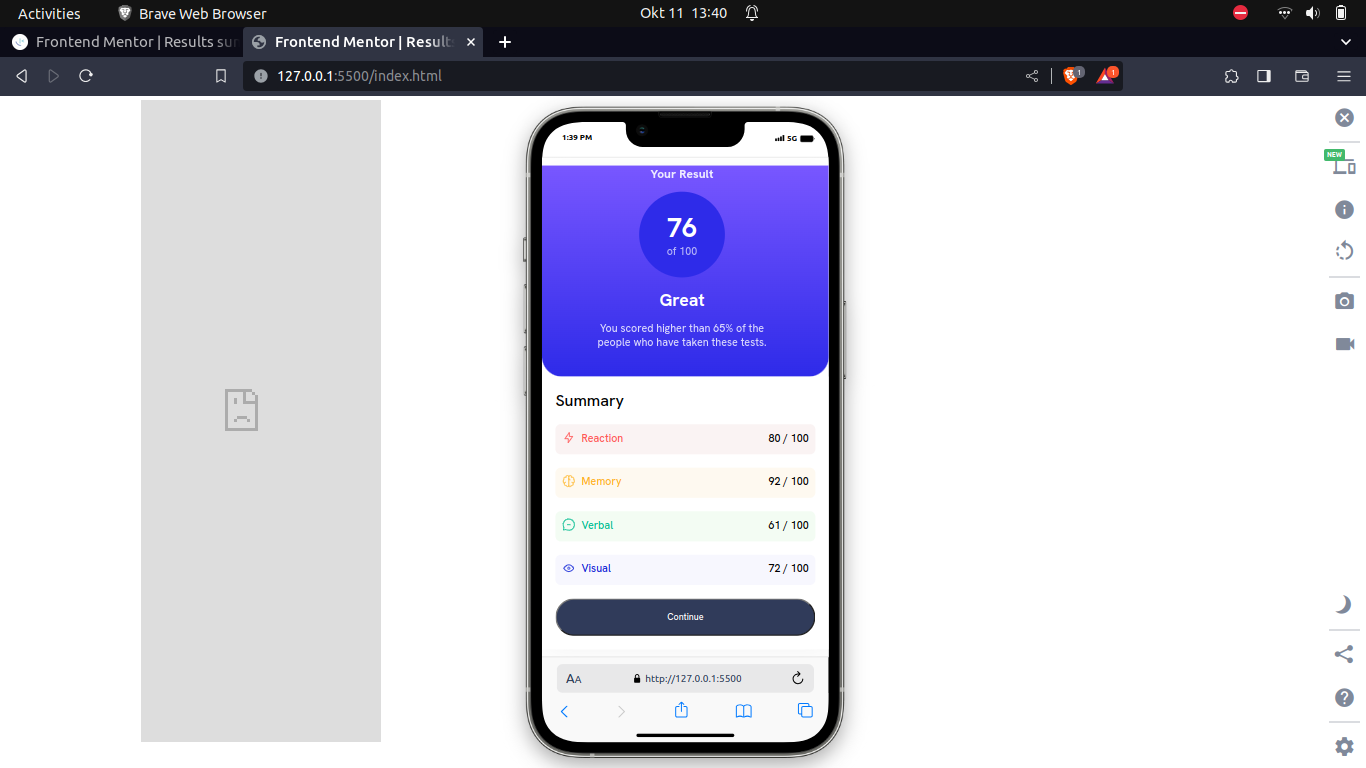 Activities
Brave Web Browser
Okt 11 13:40
Frontend Mentor | Results sur
Frontend Mentor | Result
127.0.0.1:5500/index.html
1
1
NEW
1:39 PM
5G
Your Result
76
of 100
Great
You scored higher than 65% of the
people who have taken these tests.
Summary
Reaction
80 / 100
Memory
92 / 100
Verbal
61 / 100
Visual
72 / 100
Continue
AA
http://127.0.0.1:5500